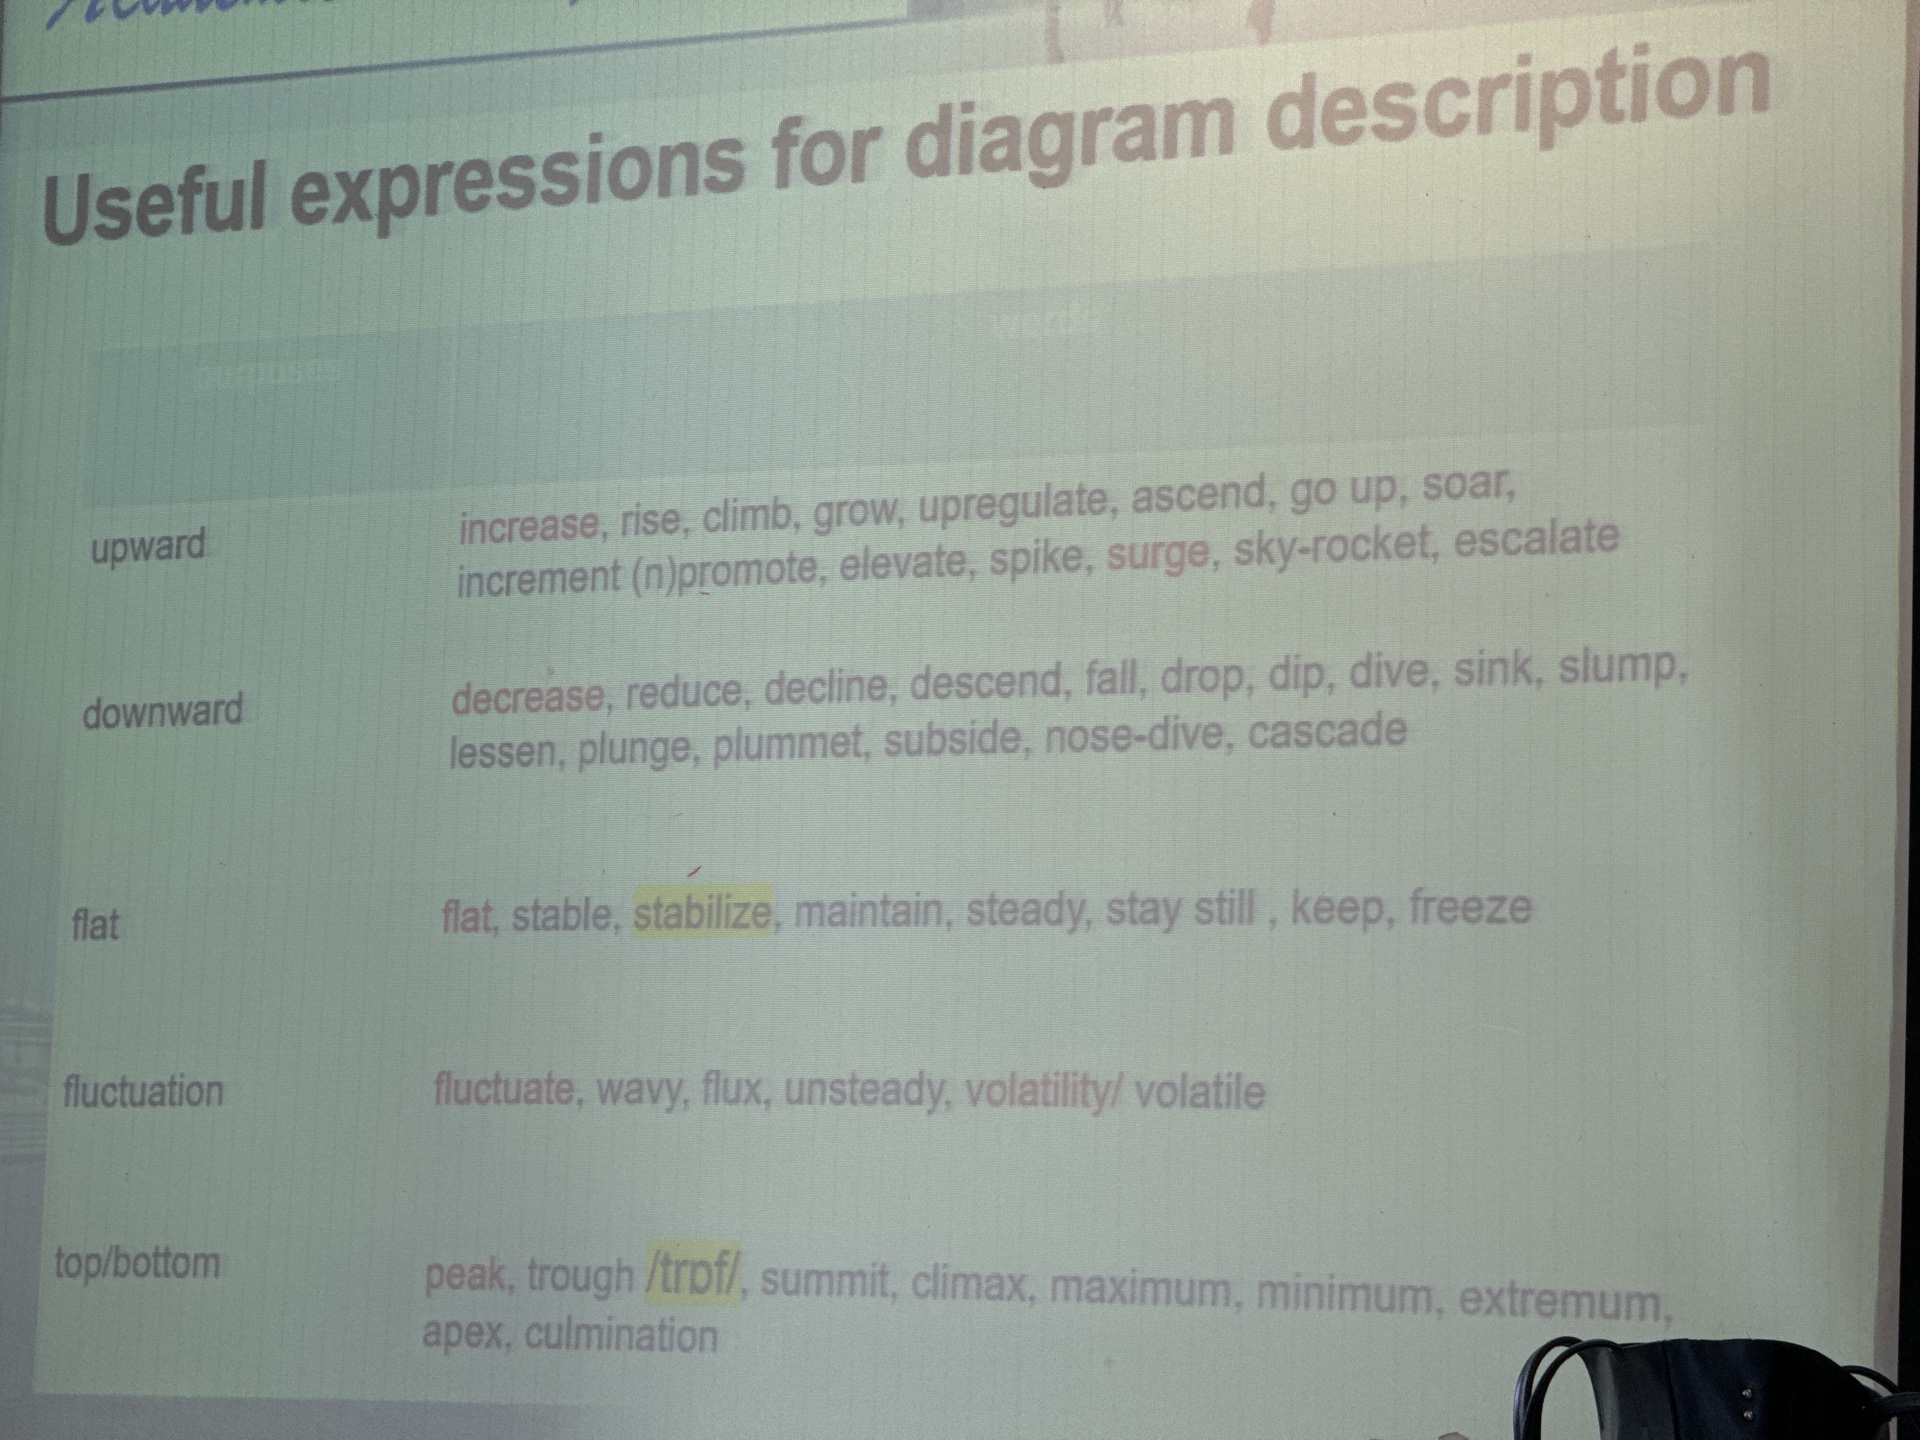 Useful expressions for diagram description
purposes
words
upward
increase, rise, climb, grow, upregulate, ascend, go up, soar,
increment (n)promote, elevate, spike, surge, sky-rocket, escalate
downward
decrease, reduce, decline, descend, fall, drop, dip, dive, sink, slump,
lessen, plunge, plummet, subside, nose-dive, cascade
flat
flat, stable, stabilize, maintain, steady, stay still , keep, freeze
fluctuation
fluctuate, wavy, flux, unsteady, volatility/ volatile
top/bottom
peak, trough /trɒf/, summit, climax, maximum, minimum, extremum,
apex, culmination